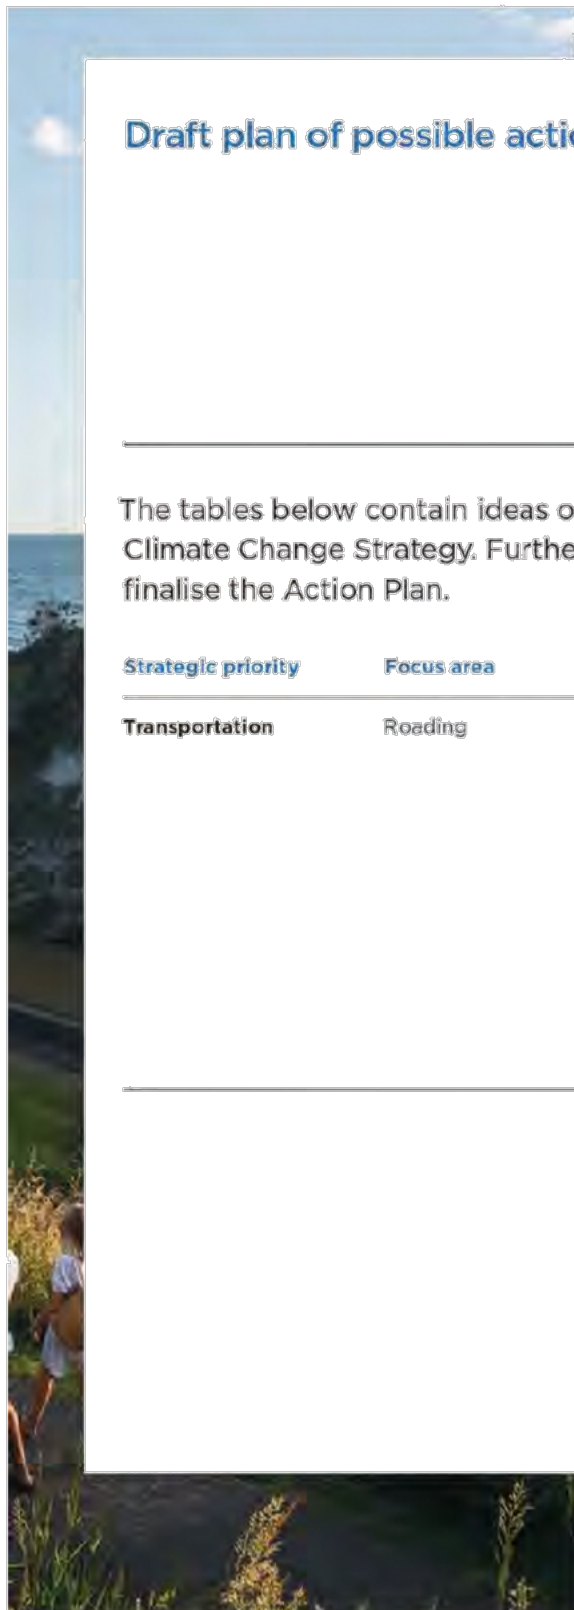 Draft plan of possible actio
The tables below contain ideas o
Climate Change Strategy. Furthe
finalise the Action Plan.
Strategic priority Focus area
Transportation Roading